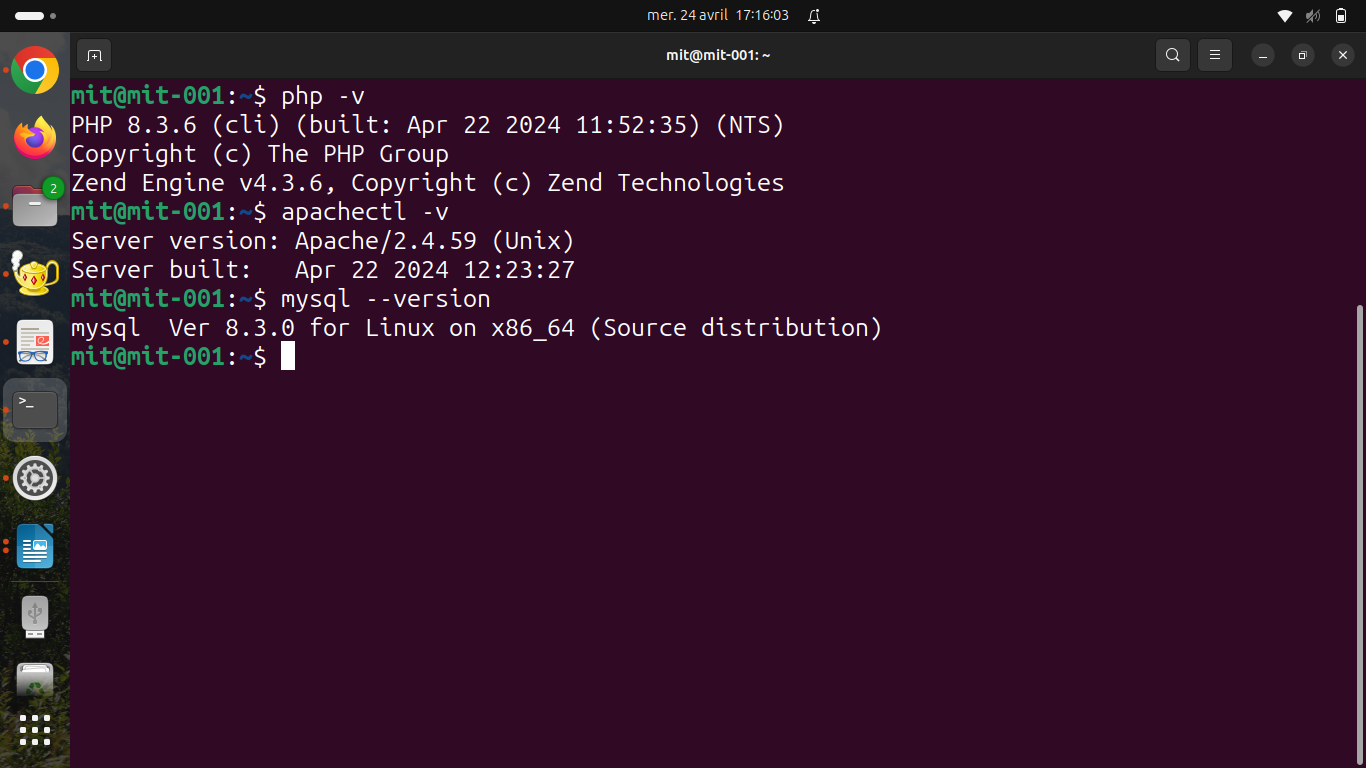 mer. 24 avril 17:16:03
mit@mit-001: ~
mit@mit-001:~$ php -v
PHP 8.3.6 (cli) (built: Apr 22 2024 11:52:35) (NTS)
Copyright (c) The PHP Group
Zend Engine v4.3.6, Copyright (c) Zend Technologies
mit@mit-001:~$ apachectl -v
Server version: Apache/2.4.59 (Unix)
Server built:   Apr 22 2024 12:23:27
mit@mit-001:~$ mysql --version
mysql  Ver 8.3.0 for Linux on x86_64 (Source distribution)
mit@mit-001:~$
2
>_